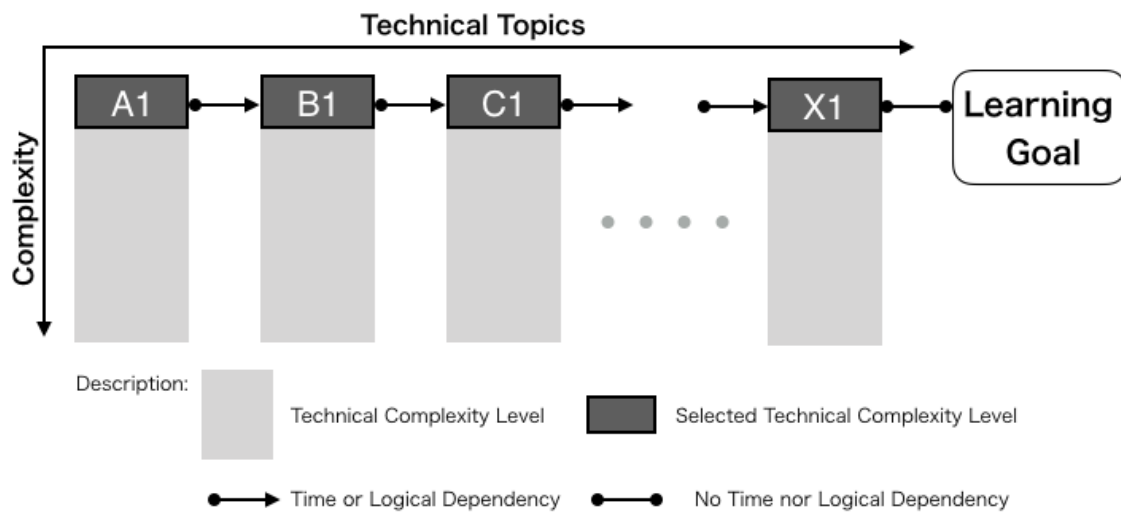 Technical Topics
Complexity
A1
B1
C1
X1
Learning
Goal
Description:
Technical Complexity Level
Selected Technical Complexity Level
Time or Logical Dependency
No Time nor Logical Dependency